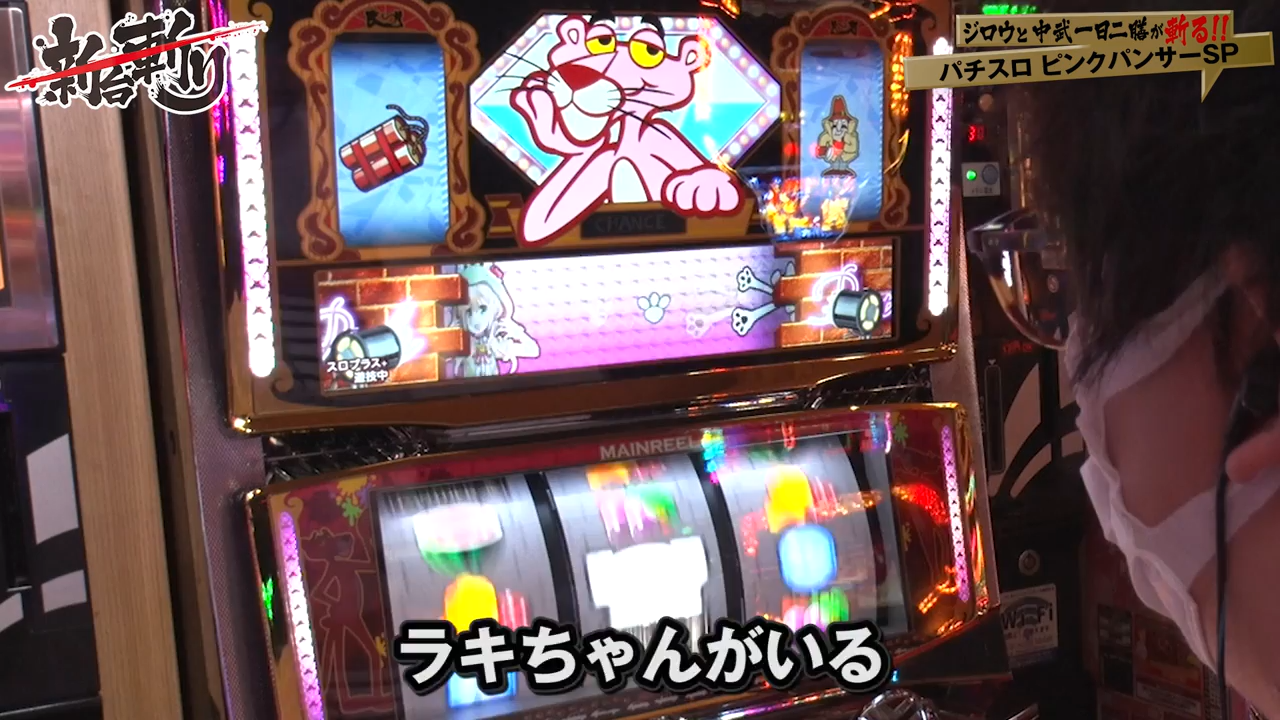 新台斬り
ジロウと中武一日二膳が斬る!!
パチスロ ピンクパンサーSP
CHANCE
スロプラス+
遊技中
MAINREEL
Wi-Fi
ラキちゃんがいる